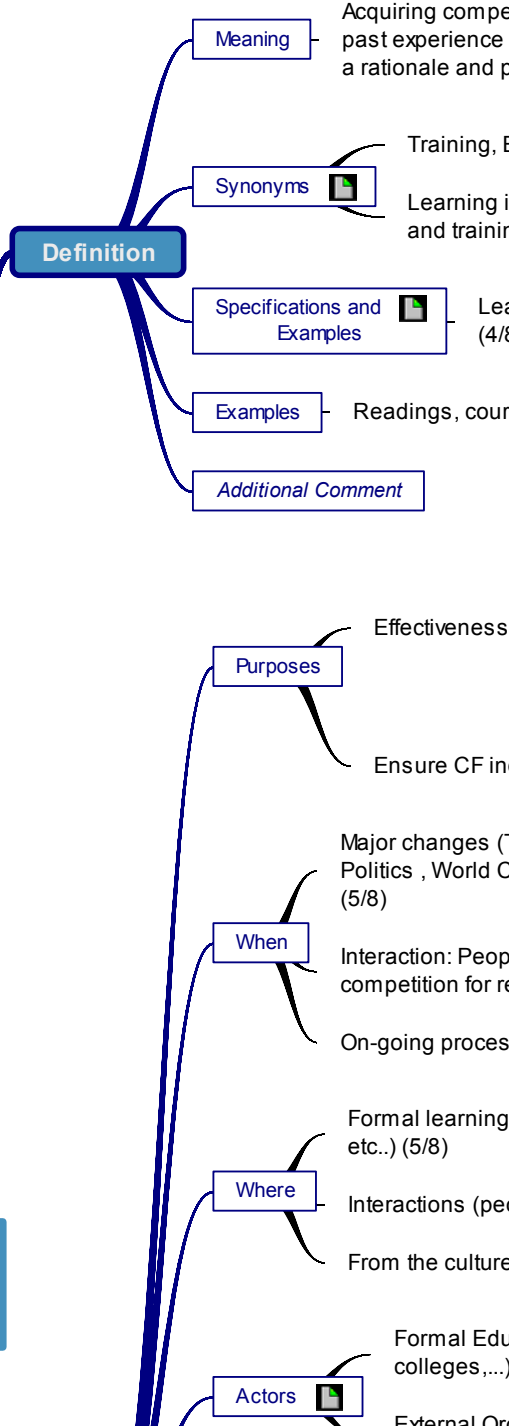 Acquiring compe
Meaning
past experience
a rationale and p
Training, E
Synonyms
Learning i
and trainin
Definition
Specifications and
Examples
Lea
(4/8
Examples
Readings, cour
Additional Comment
Effectiveness
Purposes
Ensure CF inc
Major changes (T
Politics , World C
(5/8)
When
Interaction: Peop
competition for re
On-going proces
Formal learning
etc..) (5/8)
Where
Interactions (peo
From the culture
Formal Edu
colleges,...)
Actors
External Org